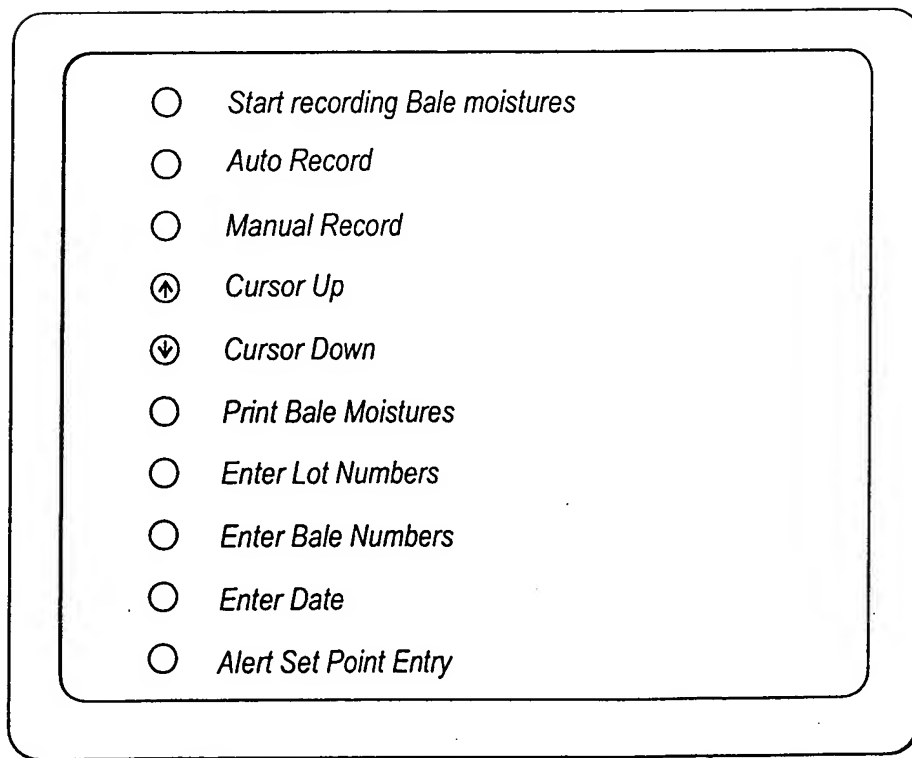 Start recording Bale moistures
Auto Record
Manual Record
Cursor Up
Cursor Down
Print Bale Moistures
Enter Lot Numbers
Enter Bale Numbers
Enter Date
Alert Set Point Entry